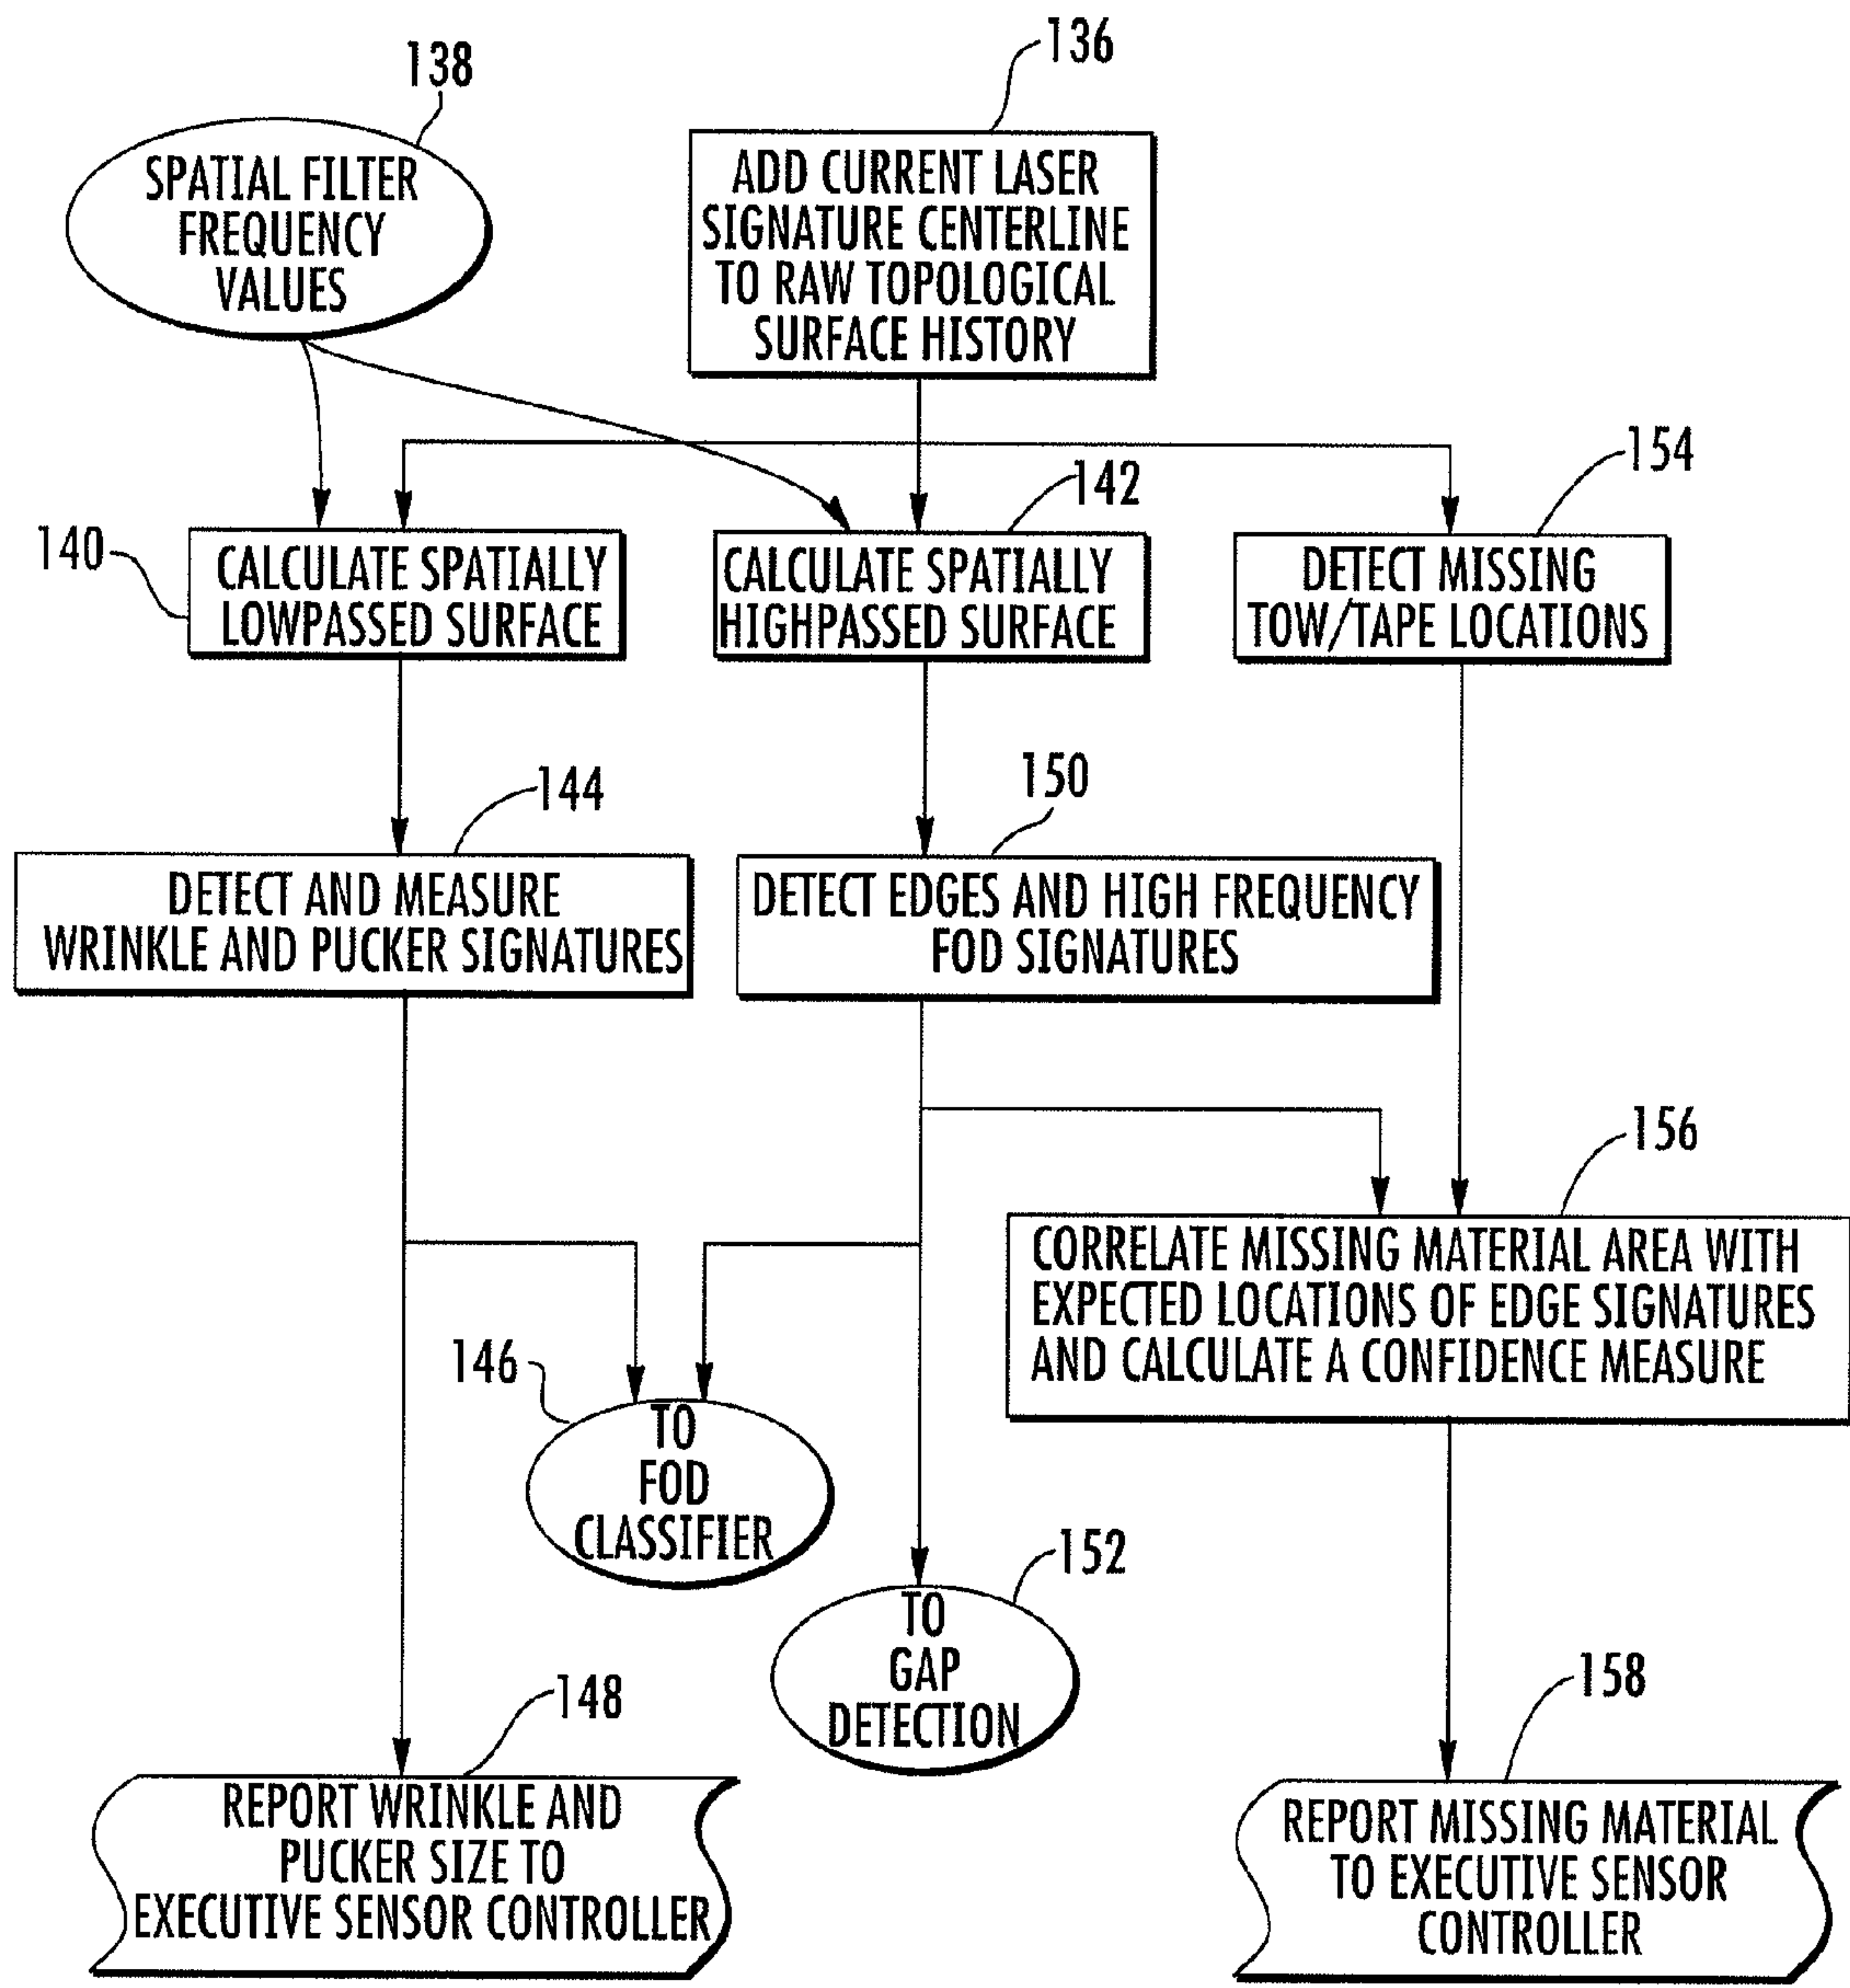 138
136
SPATIAL FILTER
FREQUENCY
VALUES
ADD CURRENT LASER
SIGNATURE CENTERLINE
TO RAW TOPOLOGICAL
SURFACE HISTORY
140
142
154
CALCULATE SPATIALLY
LOWPASSED SURFACE
CALCULATE SPATIALLY
HIGHPASSED SURFACE
DETECT MISSING
TOW/TAPE LOCATIONS
144
150
DETECT AND MEASURE
WRINKLE AND PUCKER SIGNATURES
DETECT EDGES AND HIGH FREQUENCY
FOD SIGNATURES
156
CORRELATE MISSING MATERIAL AREA WITH
EXPECTED LOCATIONS OF EDGE SIGNATURES
AND CALCULATE A CONFIDENCE MEASURE
146
TO
FOD
CLASSIFIER
152
TO
GAP
DETECTION
148
158
REPORT WRINKLE AND
PUCKER SIZE TO
EXECUTIVE SENSOR CONTROLLER
REPORT MISSING MATERIAL
TO EXECUTIVE SENSOR
CONTROLLER